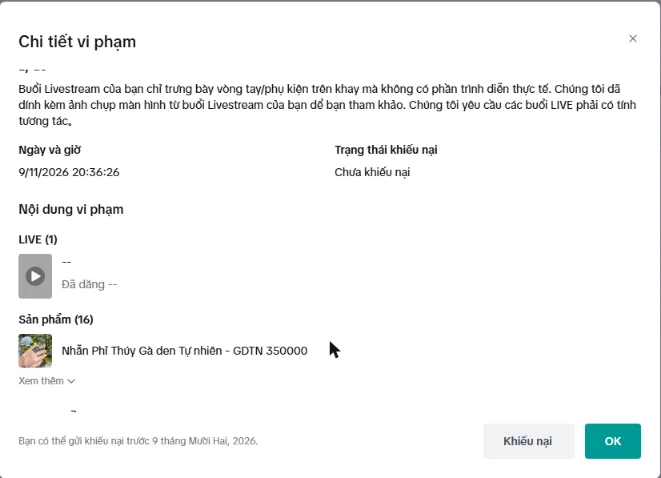 Chi tiết vi phạm
Buổi Livestream của bạn chỉ trưng bày vòng tay/phụ kiện trên khay mà không có phần trình diễn thực tế. Chúng tôi đã
đính kèm ảnh chụp màn hình từ buổi Livestream của bạn để bạn tham khảo. Chúng tôi yêu cầu các buổi LIVE phải có tính
tương tác。
Ngày và giờ
Trạng thái khiếu nại
9/11/2026 20:36:26
Chưa khiếu nại
Nội dung vi phạm
LIVE (1)
--
Đã đăng --
Sản phẩm (16)
Nhẫn Phỉ Thúy Gà đen Tự nhiên - GDTN 350000
Xem thêm
Bạn có thể gửi khiếu nại trước 9 tháng Mười Hai, 2026.
Khiếu nại
OK